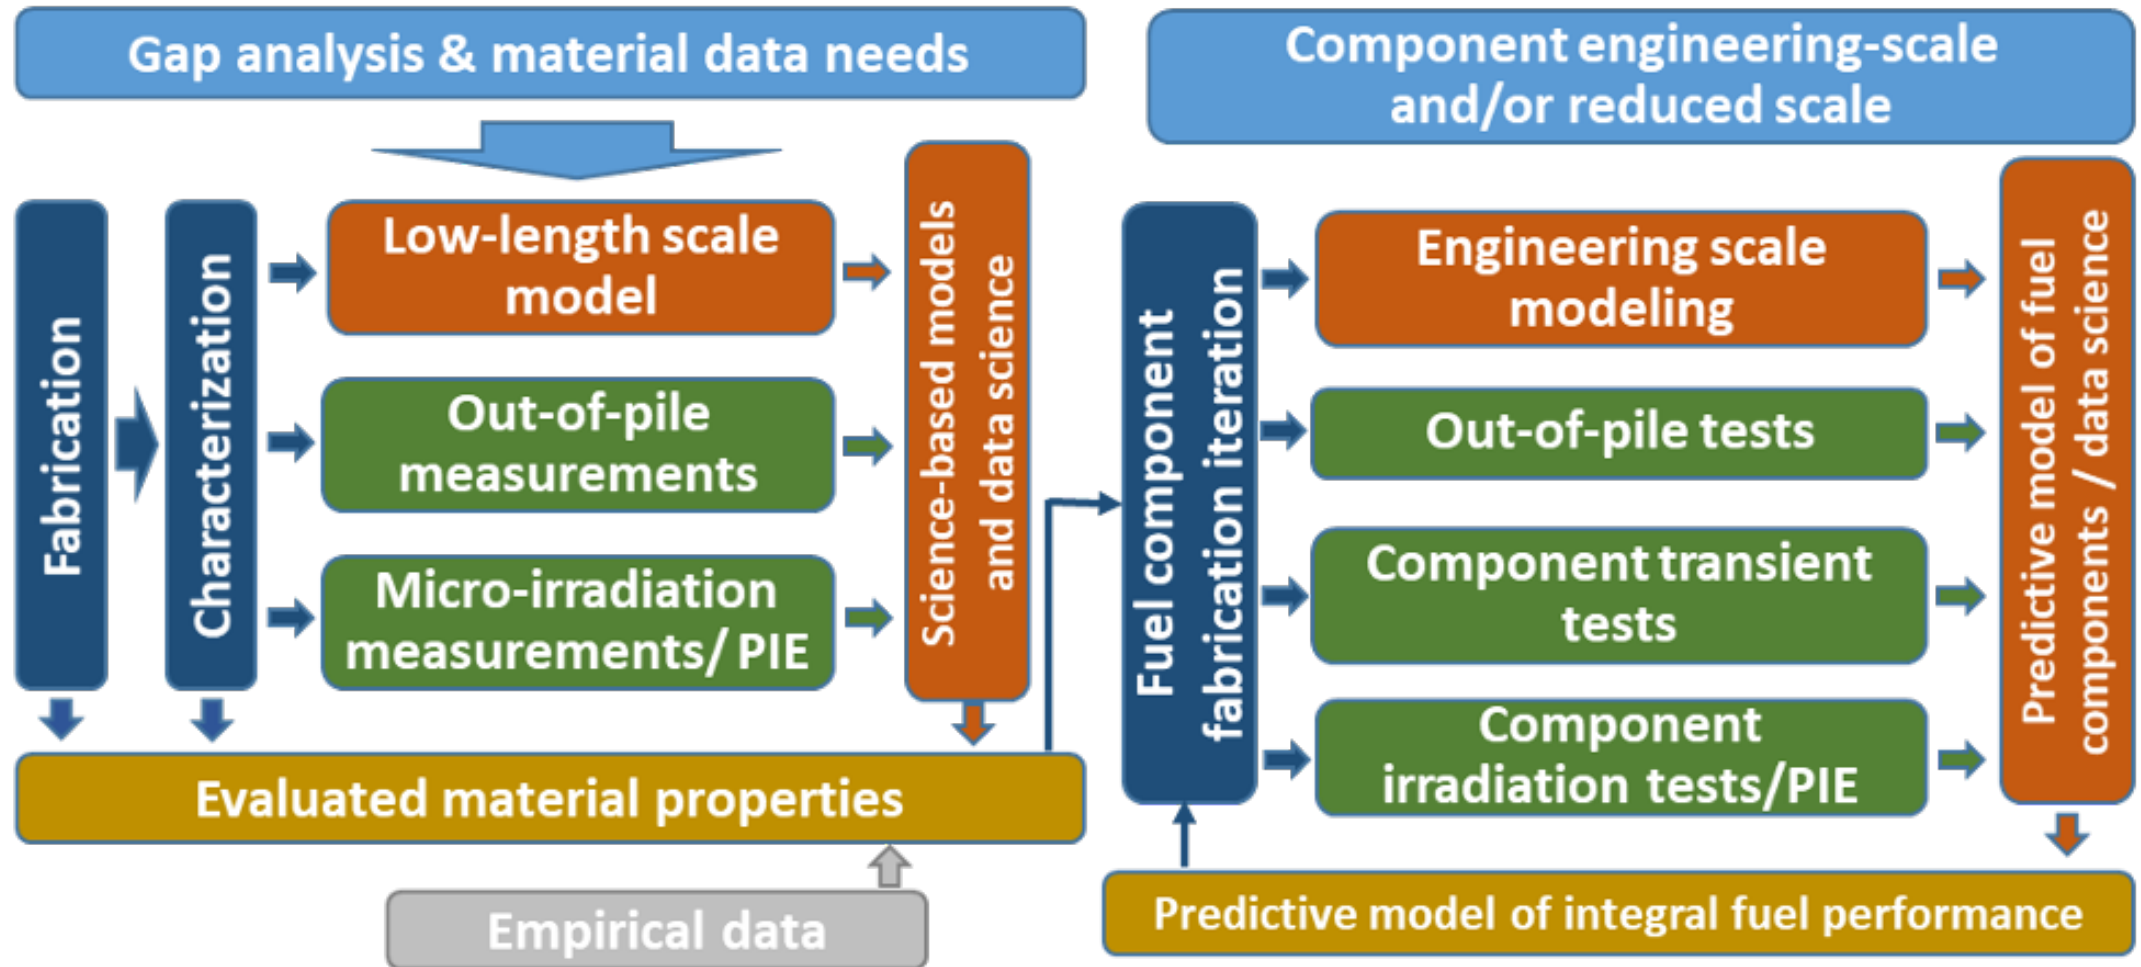 Gap analysis & material data needs
Fabrication
Characterization
Low-length scale
model
Out-of-pile
measurements
Micro-irradiation
measurements/ PIE
Science-based models
and data science
Evaluated material properties
Empirical data
Component engineering-scale
and/or reduced scale
Fuel component
fabrication iteration
Engineering scale
modeling
Out-of-pile tests
Component transient
tests
Component
irradiation tests/PIE
Predictive model of fuel
components / data science
Predictive model of integral fuel performance